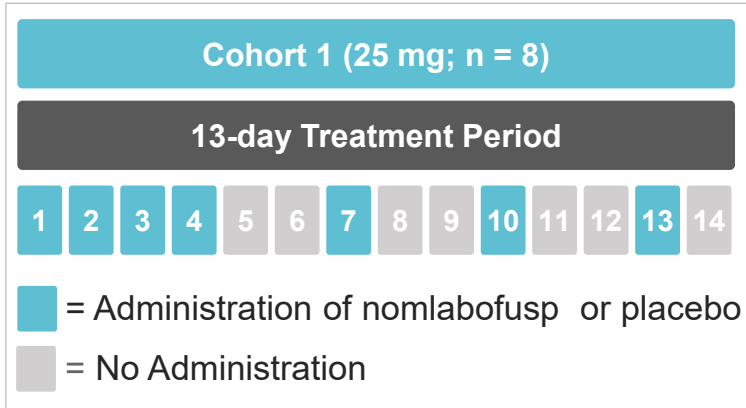 Cohort 1 (25 mg; n = 8)
13-day Treatment Period
1 2 3 4 5 6 7 8 9 10 11 12 13 14
= Administration of nomlabofusp or placebo
= No Administration